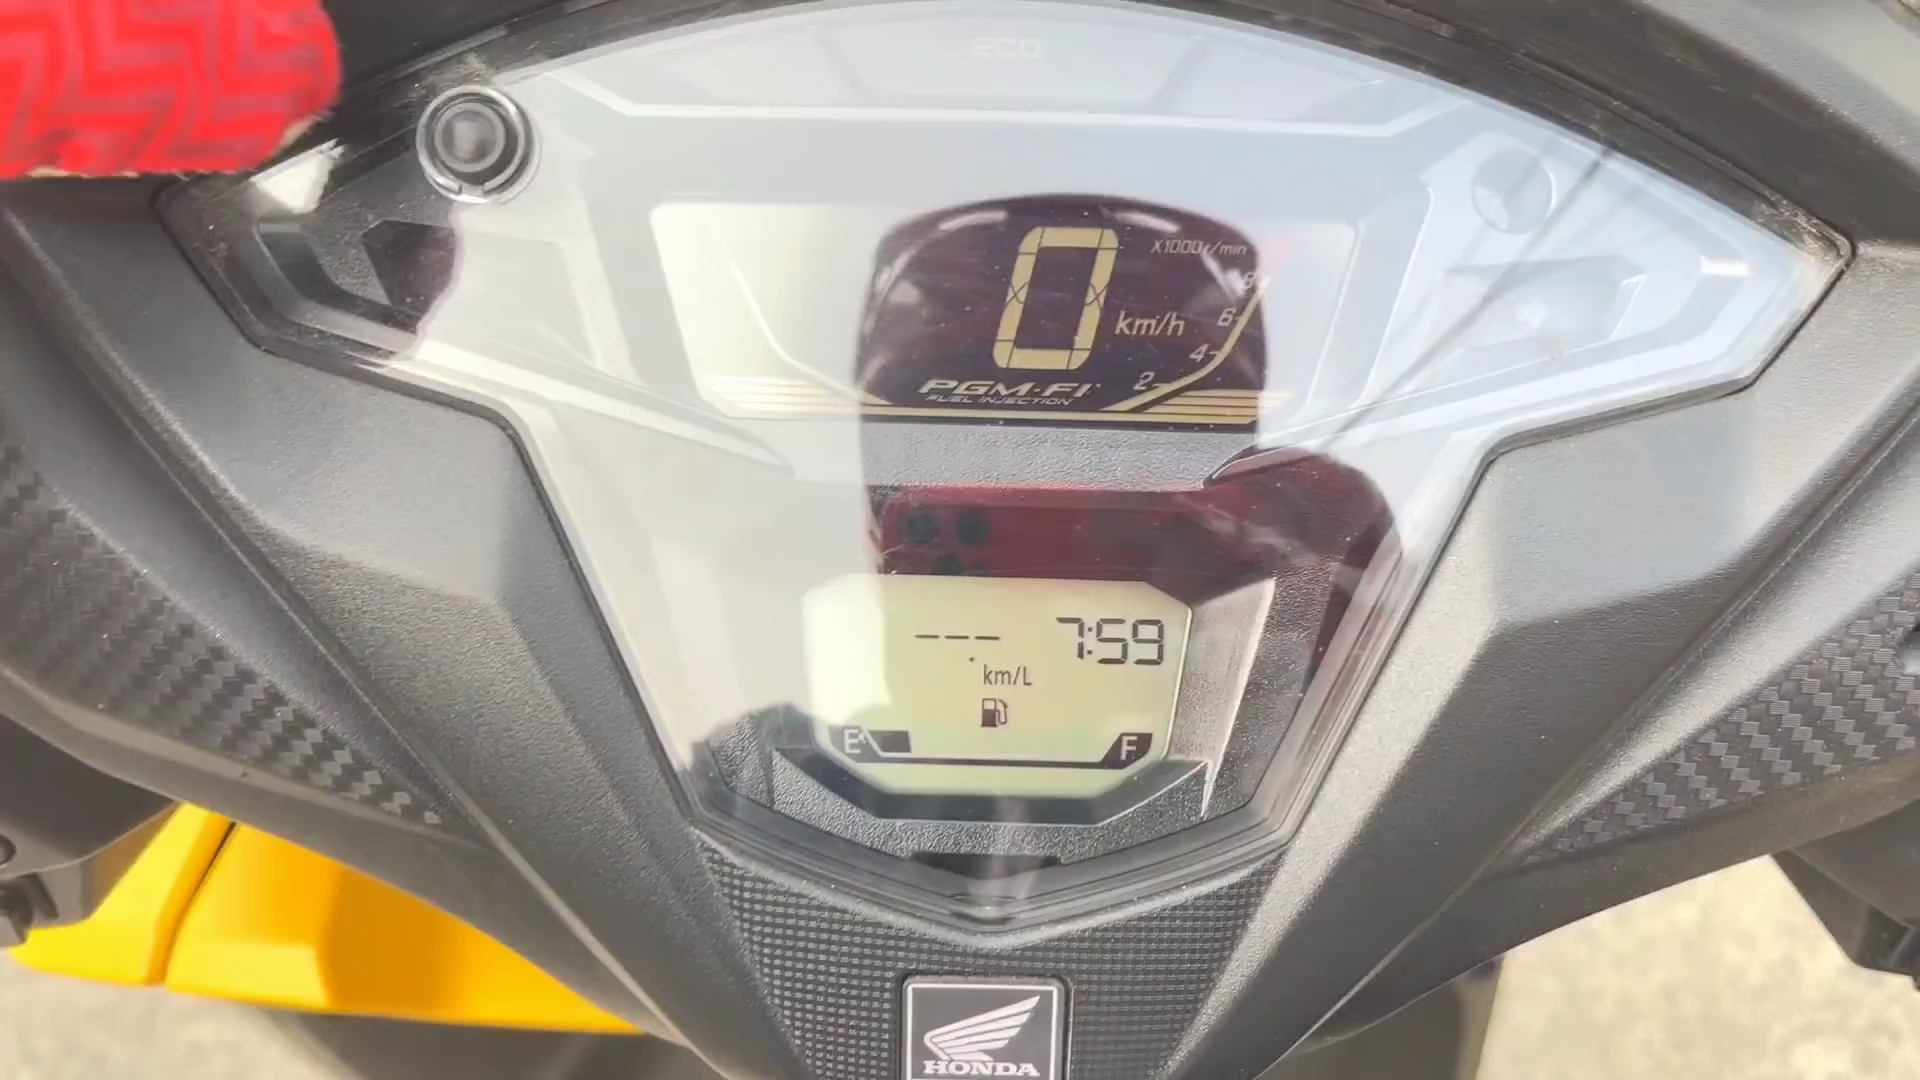 ECO
0
km/h
X1000r/min
8
6
4
2
PGM-FI
FUEL INJECTION
--- 7:59
km/L
E F
HONDA